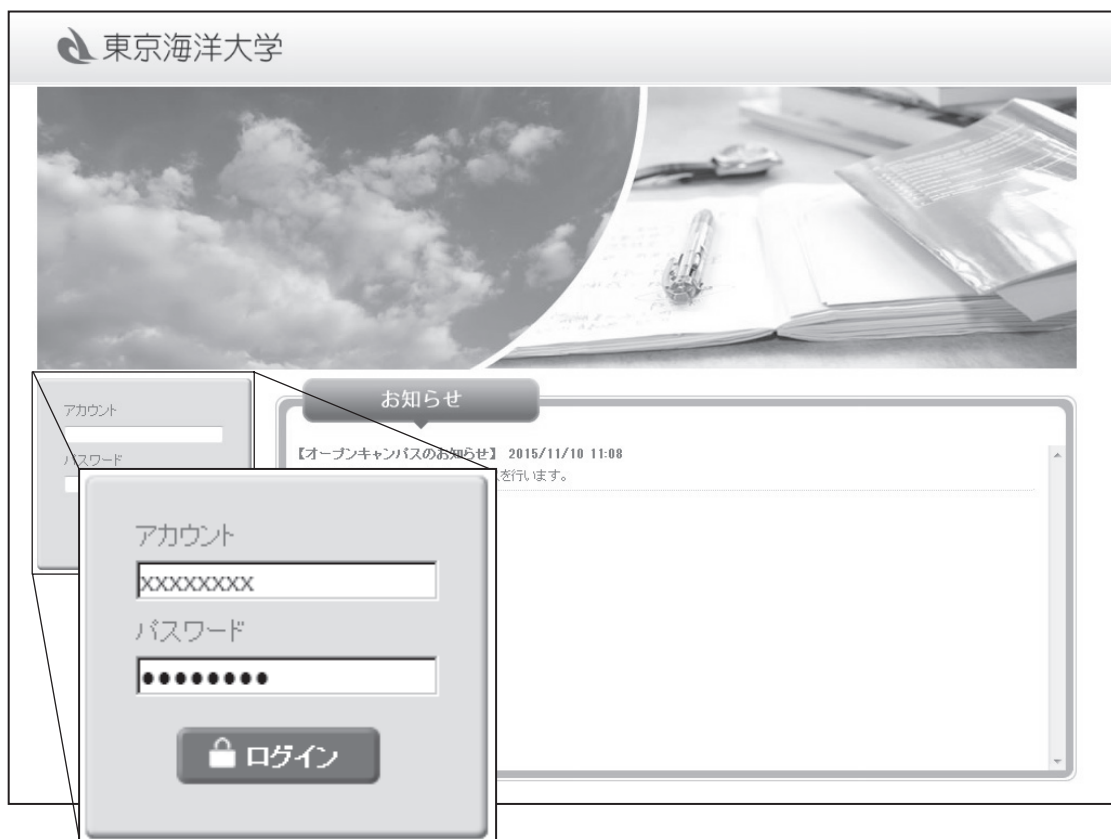 東京海洋大学
アカウント
パスワード
お知らせ
【オープンキャンパスのお知らせ】 2015/11/10 11:08
を行います。
アカウント
xxxxxxxx
パスワード
●●●●●●●●
ログイン